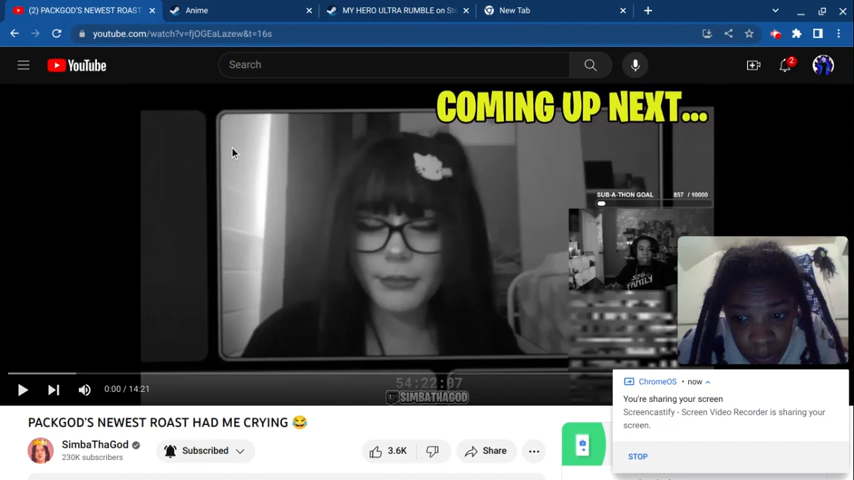 (2) PACKGOD'S NEWEST ROAST
Anime
MY HERO ULTRA RUMBLE on St
New Tab
youtube.com/watch?v=fjOGEaLazew&t=16s
YouTube
Search
2
COMING UP NEXT...
SUB-A-THON GOAL 857 / 10000
FAMILY
54:22:07
SIMBATHAGOD
0:00 / 14:21
ChromeOS • now
You're sharing your screen
Screencastify - Screen Video Recorder is sharing your
screen.
STOP
PACKGOD'S NEWEST ROAST HAD ME CRYING 😂
SimbaThaGod
230K subscribers
Subscribed
3.6K
Share